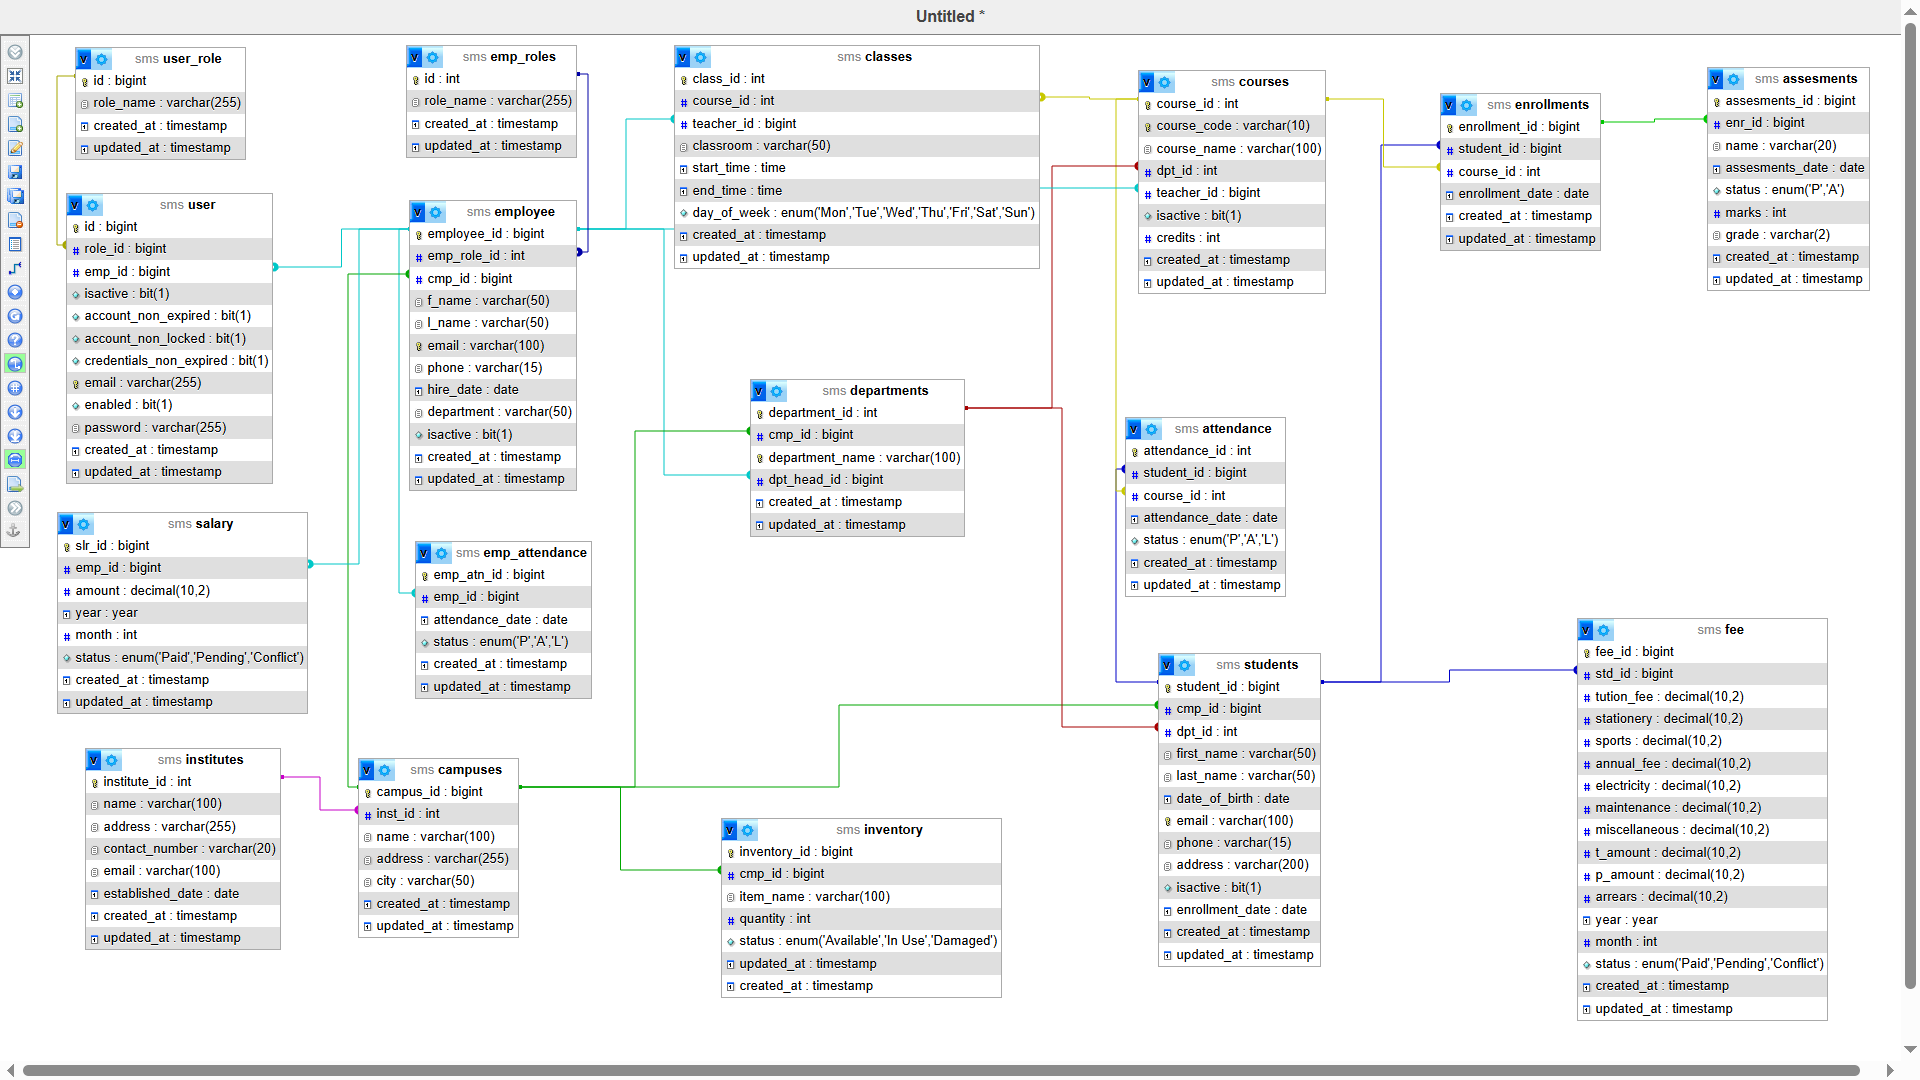 Untitled *
sms user_role
id : bigint
role_name : varchar(255)
created_at : timestamp
updated_at : timestamp
sms emp_roles
id : int
role_name : varchar(255)
created_at : timestamp
updated_at : timestamp
sms classes
class_id : int
course_id : int
teacher_id : bigint
classroom : varchar(50)
start_time : time
end_time : time
day_of_week : enum('Mon','Tue','Wed','Thu','Fri','Sat','Sun')
created_at : timestamp
updated_at : timestamp
sms courses
course_id : int
course_code : varchar(10)
course_name : varchar(100)
dpt_id : int
teacher_id : bigint
isactive : bit(1)
credits : int
created_at : timestamp
updated_at : timestamp
sms enrollments
enrollment_id : bigint
student_id : bigint
course_id : int
enrollment_date : date
created_at : timestamp
updated_at : timestamp
sms assesments
assesments_id : bigint
enr_id : bigint
name : varchar(20)
assesments_date : date
status : enum('P','A')
marks : int
grade : varchar(2)
created_at : timestamp
updated_at : timestamp
sms user
id : bigint
role_id : bigint
emp_id : bigint
isactive : bit(1)
account_non_expired : bit(1)
account_non_locked : bit(1)
credentials_non_expired : bit(1)
email : varchar(255)
enabled : bit(1)
password : varchar(255)
created_at : timestamp
updated_at : timestamp
sms employee
employee_id : bigint
emp_role_id : int
cmp_id : bigint
f_name : varchar(50)
l_name : varchar(50)
email : varchar(100)
phone : varchar(15)
hire_date : date
department : varchar(50)
isactive : bit(1)
created_at : timestamp
updated_at : timestamp
sms departments
department_id : int
cmp_id : bigint
department_name : varchar(100)
dpt_head_id : bigint
created_at : timestamp
updated_at : timestamp
sms attendance
attendance_id : int
student_id : bigint
course_id : int
attendance_date : date
status : enum('P','A','L')
created_at : timestamp
updated_at : timestamp
sms salary
slr_id : bigint
emp_id : bigint
amount : decimal(10,2)
year : year
month : int
status : enum('Paid','Pending','Conflict')
created_at : timestamp
updated_at : timestamp
sms emp_attendance
emp_atn_id : bigint
emp_id : bigint
attendance_date : date
status : enum('P','A','L')
created_at : timestamp
updated_at : timestamp
sms students
student_id : bigint
cmp_id : bigint
dpt_id : int
first_name : varchar(50)
last_name : varchar(50)
date_of_birth : date
email : varchar(100)
phone : varchar(15)
address : varchar(200)
isactive : bit(1)
enrollment_date : date
created_at : timestamp
updated_at : timestamp
sms fee
fee_id : bigint
std_id : bigint
tution_fee : decimal(10,2)
stationery : decimal(10,2)
sports : decimal(10,2)
annual_fee : decimal(10,2)
electricity : decimal(10,2)
maintenance : decimal(10,2)
miscellaneous : decimal(10,2)
t_amount : decimal(10,2)
p_amount : decimal(10,2)
arrears : decimal(10,2)
year : year
month : int
status : enum('Paid','Pending','Conflict')
created_at : timestamp
updated_at : timestamp
sms institutes
institute_id : int
name : varchar(100)
address : varchar(255)
contact_number : varchar(20)
email : varchar(100)
established_date : date
created_at : timestamp
updated_at : timestamp
sms campuses
campus_id : bigint
inst_id : int
name : varchar(100)
address : varchar(255)
city : varchar(50)
created_at : timestamp
updated_at : timestamp
sms inventory
inventory_id : bigint
cmp_id : bigint
item_name : varchar(100)
quantity : int
status : enum('Available','In Use','Damaged')
updated_at : timestamp
created_at : timestamp